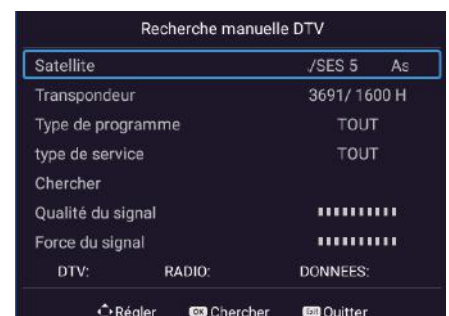 Recherche manuelle DTV
Satellite ./SES 5 As
Transpondeur 3691/ 1600 H
Type de programme TOUT
type de service TOUT
Chercher
Qualité du signal
Force du signal
DTV: RADIO: DONNEES:
Régler OK Chercher Exit Quitter